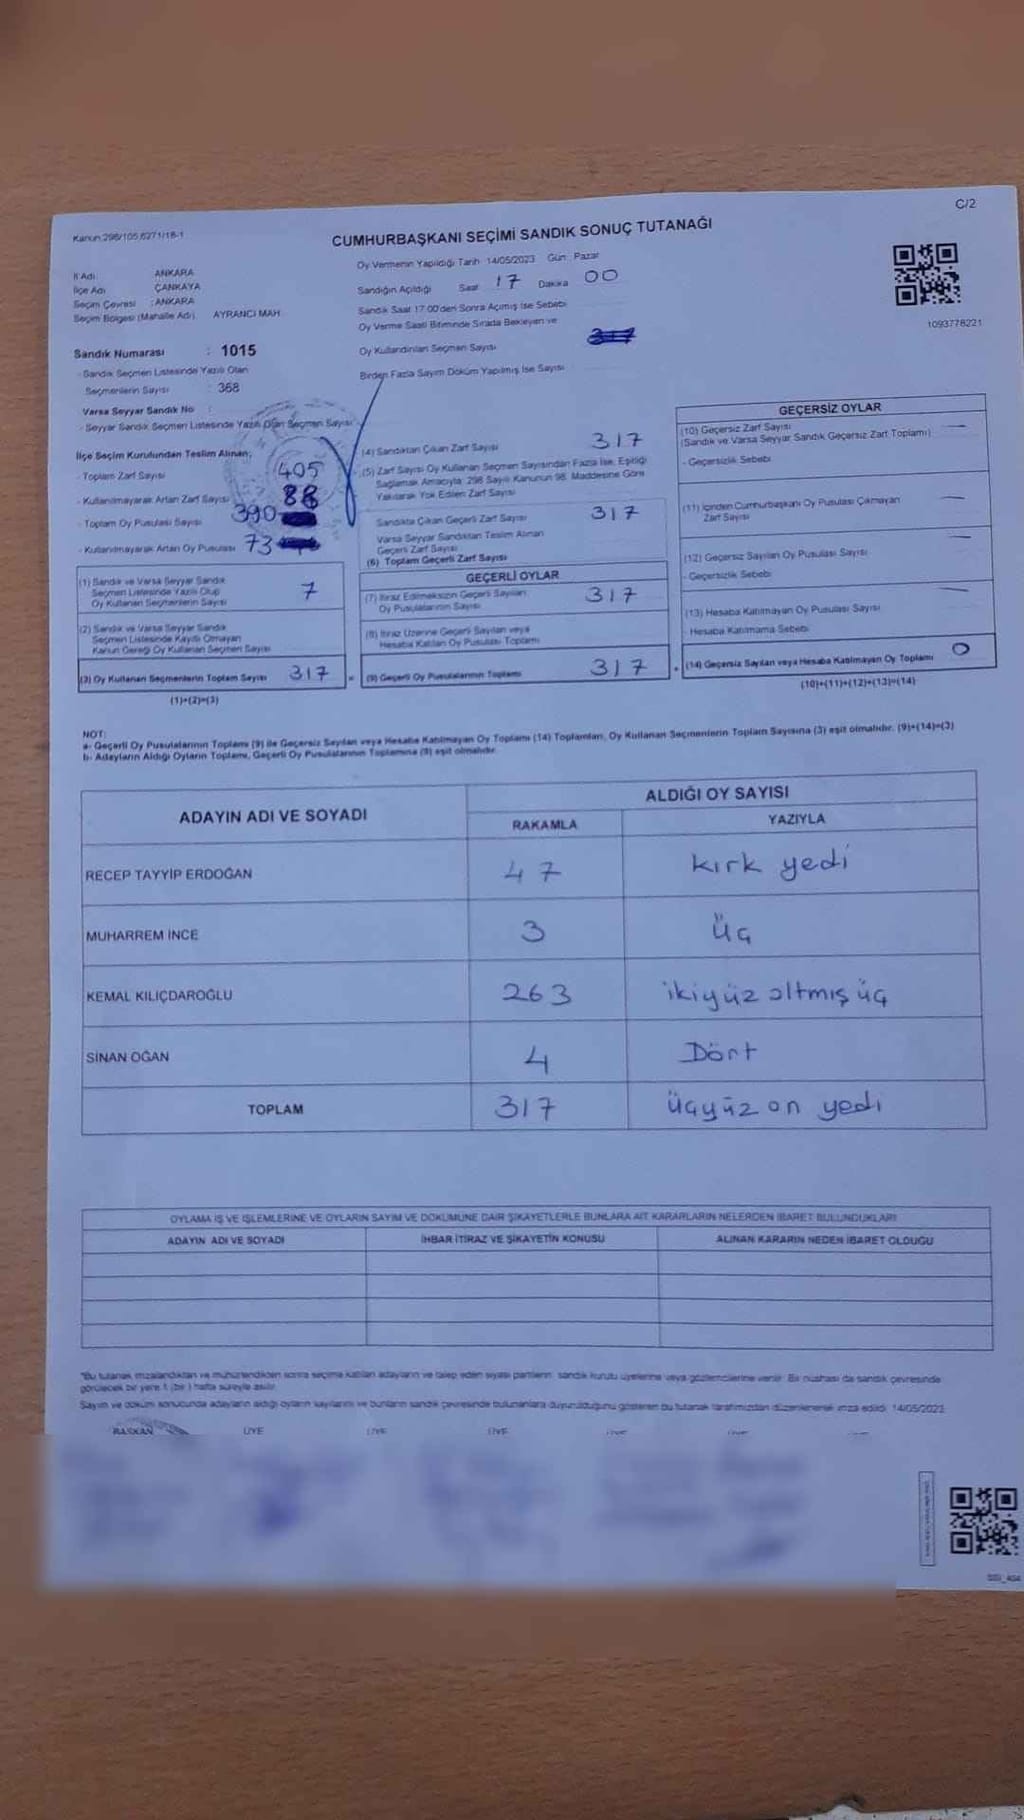 Kanun 298/105,6271/18-1
C/2
CUMHURBAŞKANI SEÇİMİ SANDIK SONUÇ TUTANAĞI
Oy Vermenin Yapıldığı Tarih 14/05/2023 Gün: Pazar
İl Adı ANKARA
İlçe Adı ÇANKAYA
Seçim Çevresi : ANKARA
Seçim Bölgesi (Mahalle Adı) AYRANCI MAH.
Sandığın Açıldığı Saat 17 Dakika 00
Sandık Saat 17:00'den Sonra Açılmış İse Sebebi
Oy Verme Saati Bitiminde Sırada Bekleyen ve
Oy Kullandırılan Seçmen Sayısı
Birden Fazla Sayım Döküm Yapılmış İse Sayısı
1093778221
Sandık Numarası : 1015
- Sandık Seçmen Listesinde Yazılı Olan
Seçmenlerin Sayısı : 368
Varsa Seyyar Sandık No :
- Seyyar Sandık Seçmen Listesinde Yazılı Olan Seçmen Sayısı
İlçe Seçim Kurulundan Teslim Alınan;
- Toplam Zarf Sayısı 405
- Kullanılmayarak Artan Zarf Sayısı 88
- Toplam Oy Pusulası Sayısı 390
- Kullanılmayarak Artan Oy Pusulası 73
(1) Sandık ve Varsa Seyyar Sandık
Seçmen Listesinde Yazılı Olup
Oy Kullanan Seçmenlerin Sayısı 7
(2) Sandık ve Varsa Seyyar Sandık
Seçmen Listesinde Kayıtlı Olmayan
Kanun Gereği Oy Kullanan Seçmen Sayısı
(3) Oy Kullanan Seçmenlerin Toplam Sayısı 317
(1)+(2)=(3)
(4) Sandıktan Çıkan Zarf Sayısı 317
(5) Zarf Sayısı Oy Kullanan Seçmen Sayısından Fazla İse, Eşitliği
Sağlamak Amacıyla, 298 Sayılı Kanunun 98. Maddesine Göre
Yakılarak Yok Edilen Zarf Sayısı
Sandıkta Çıkan Geçerli Zarf Sayısı 317
Varsa Seyyar Sandıktan Teslim Alınan
Geçerli Zarf Sayısı
(6) Toplam Geçerli Zarf Sayısı
GEÇERLİ OYLAR
(7) İtiraz Edilmeksizin Geçerli Sayılan
Oy Pusulalarının Sayısı 317
(8) İtiraz Üzerine Geçerli Sayılan veya
Hesaba Katılan Oy Pusulası Toplamı
= (9) Geçerli Oy Pusulalarının Toplamı 317
GEÇERSİZ OYLAR
(10) Geçersiz Zarf Sayısı —
(Sandık ve Varsa Seyyar Sandık Geçersiz Zarf Toplamı)
- Geçersizlik Sebebi
(11) İçinden Cumhurbaşkanı Oy Pusulası Çıkmayan —
Zarf Sayısı
(12) Geçersiz Sayılan Oy Pusulası Sayısı —
- Geçersizlik Sebebi
(13) Hesaba Katılmayan Oy Pusulası Sayısı —
- Hesaba Katılmama Sebebi
+ (14) Geçersiz Sayılan veya Hesaba Katılmayan Oy Toplamı 0
(10)+(11)+(12)+(13)=(14)
NOT:
a- Geçerli Oy Pusulalarının Toplamı (9) ile Geçersiz Sayılan veya Hesaba Katılmayan Oy Toplamı (14) Toplamları, Oy Kullanan Seçmenlerin Toplam Sayısına (3) eşit olmalıdır. (9)+(14)=(3)
b- Adayların Aldığı Oyların Toplamı, Geçerli Oy Pusulalarının Toplamına (9) eşit olmalıdır.
ADAYIN ADI VE SOYADI
ALDIĞI OY SAYISI
RAKAMLA YAZIYLA
RECEP TAYYİP ERDOĞAN 47 kırk yedi
MUHARREM İNCE 3 üç
KEMAL KILIÇDAROĞLU 263 ikiyüz altmış üç
SİNAN OĞAN 4 Dört
TOPLAM 317 üçyüz on yedi
OYLAMA İŞ VE İŞLEMLERİNE VE OYLARIN SAYIM VE DÖKÜMÜNE DAİR ŞİKAYETLERLE BUNLARA AİT KARARLARIN NELERDEN İBARET BULUNDUKLARI
ADAYIN ADI VE SOYADI İHBAR İTİRAZ VE ŞİKAYETİN KONUSU ALINAN KARARIN NEDEN İBARET OLDUĞU
*Bu tutanak imzalandıktan ve mühürlendikten sonra seçime katılan adayların ve talep eden siyasi partilerin sandık kurulu üyelerine veya gözlemcilerine verilir. Bir nüshası da sandık çevresinde
görülecek bir yere 1 (bir) hafta süreyle asılır.
Sayım ve döküm sonucunda adayların aldığı oyların sayılarını ve bunların sandık çevresinde bulunanlara duyurulduğunu gösteren bu tutanak tarafımızdan düzenlenerek imza edildi. 14/05/2023
BAŞKAN ÜYE ÜYE ÜYE